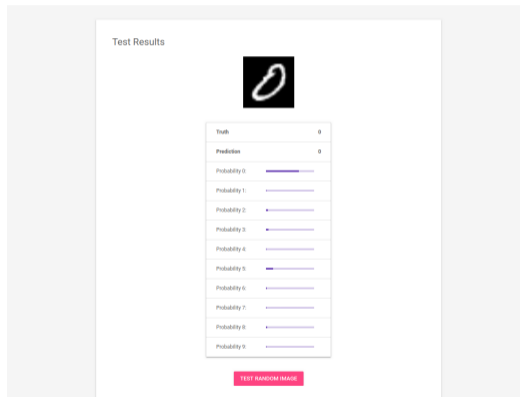 Test Results
0
Truth 0
Prediction 0
Probability 0:
Probability 1:
Probability 2:
Probability 3:
Probability 4:
Probability 5:
Probability 6:
Probability 7:
Probability 8:
Probability 9:
TEST RANDOM IMAGE